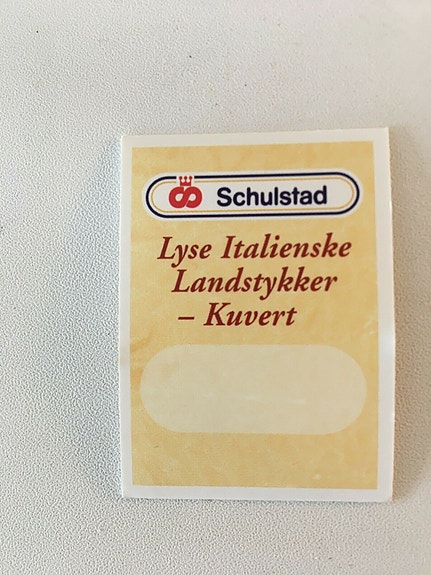 Schulstad
Lyse Italienske
Landstykker
– Kuvert